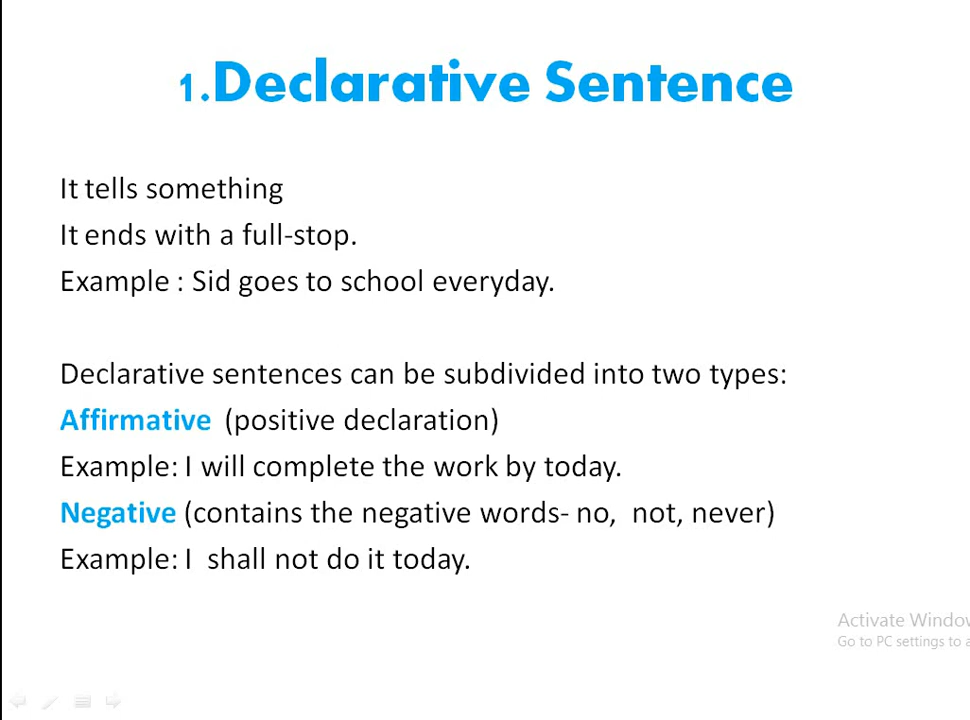 1.Declarative Sentence
It tells something
It ends with a full-stop.
Example : Sid goes to school everyday.
Declarative sentences can be subdivided into two types:
Affirmative (positive declaration)
Example: I will complete the work by today.
Negative (contains the negative words- no, not, never)
Example: I shall not do it today.
Activate Windo
Go to PC settings to a